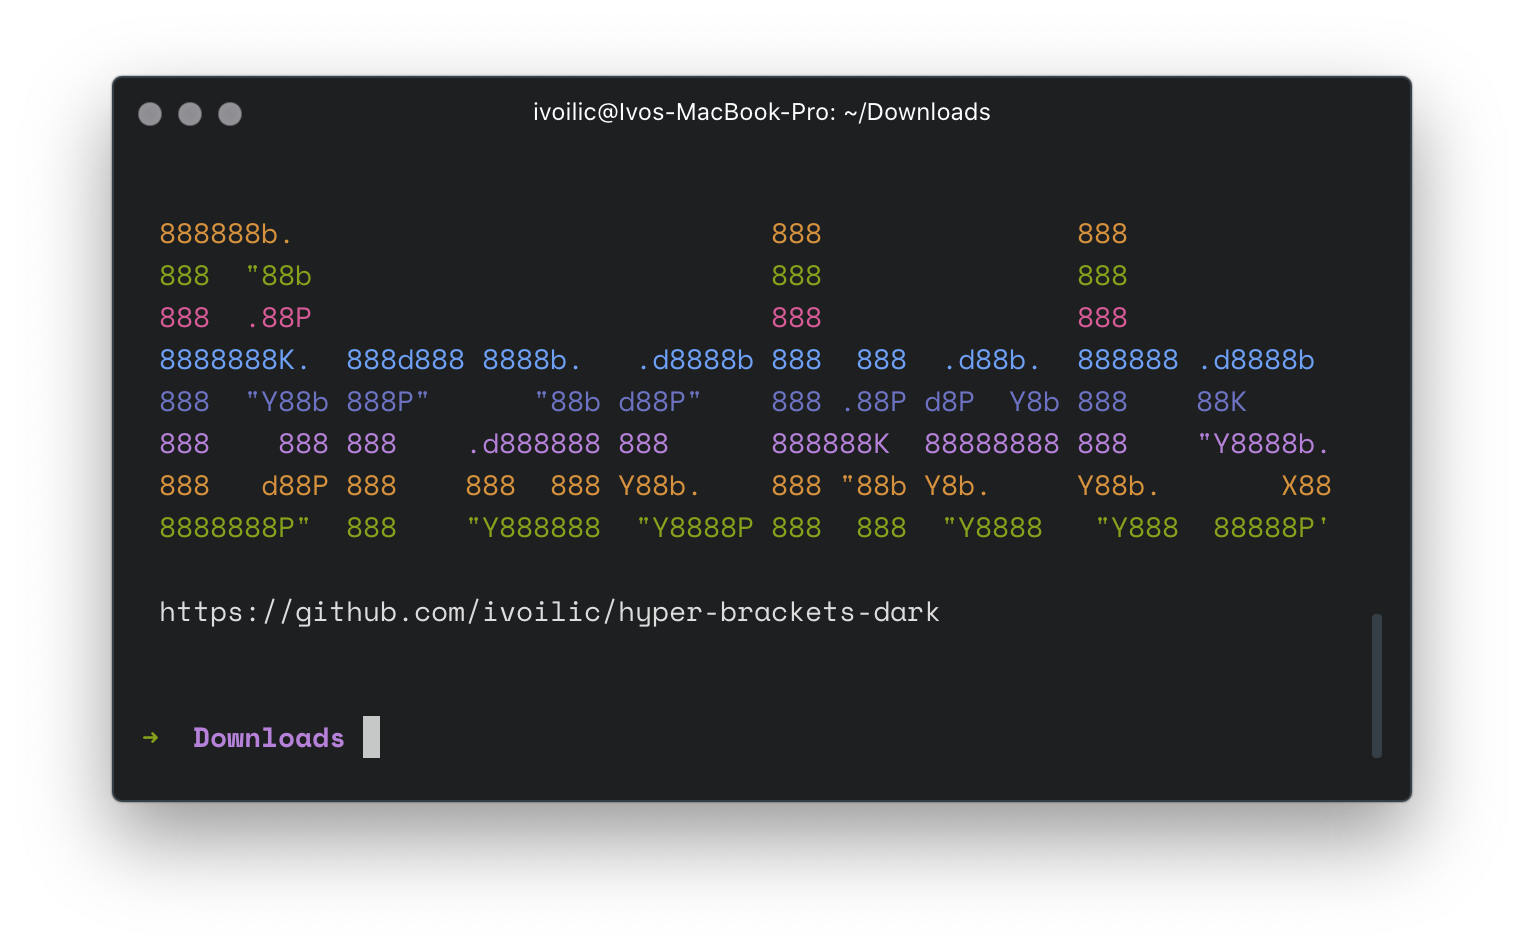 ivoilic@Ivos-MacBook-Pro: ~/Downloads
888888b.                            888               888
888  "88b                           888               888
888  .88P                           888               888
8888888K.  888d888 8888b.   .d8888b 888  888  .d88b.  888888 .d8888b
888  "Y88b 888P"      "88b d88P"    888 .88P d8P  Y8b 888    88K
888    888 888    .d888888 888      888888K  88888888 888    "Y8888b.
888   d88P 888    888  888 Y88b.    888 "88b Y8b.     Y88b.       X88
8888888P"  888    "Y888888  "Y8888P 888  888  "Y8888   "Y888  88888P'
https://github.com/ivoilic/hyper-brackets-dark
➜  Downloads